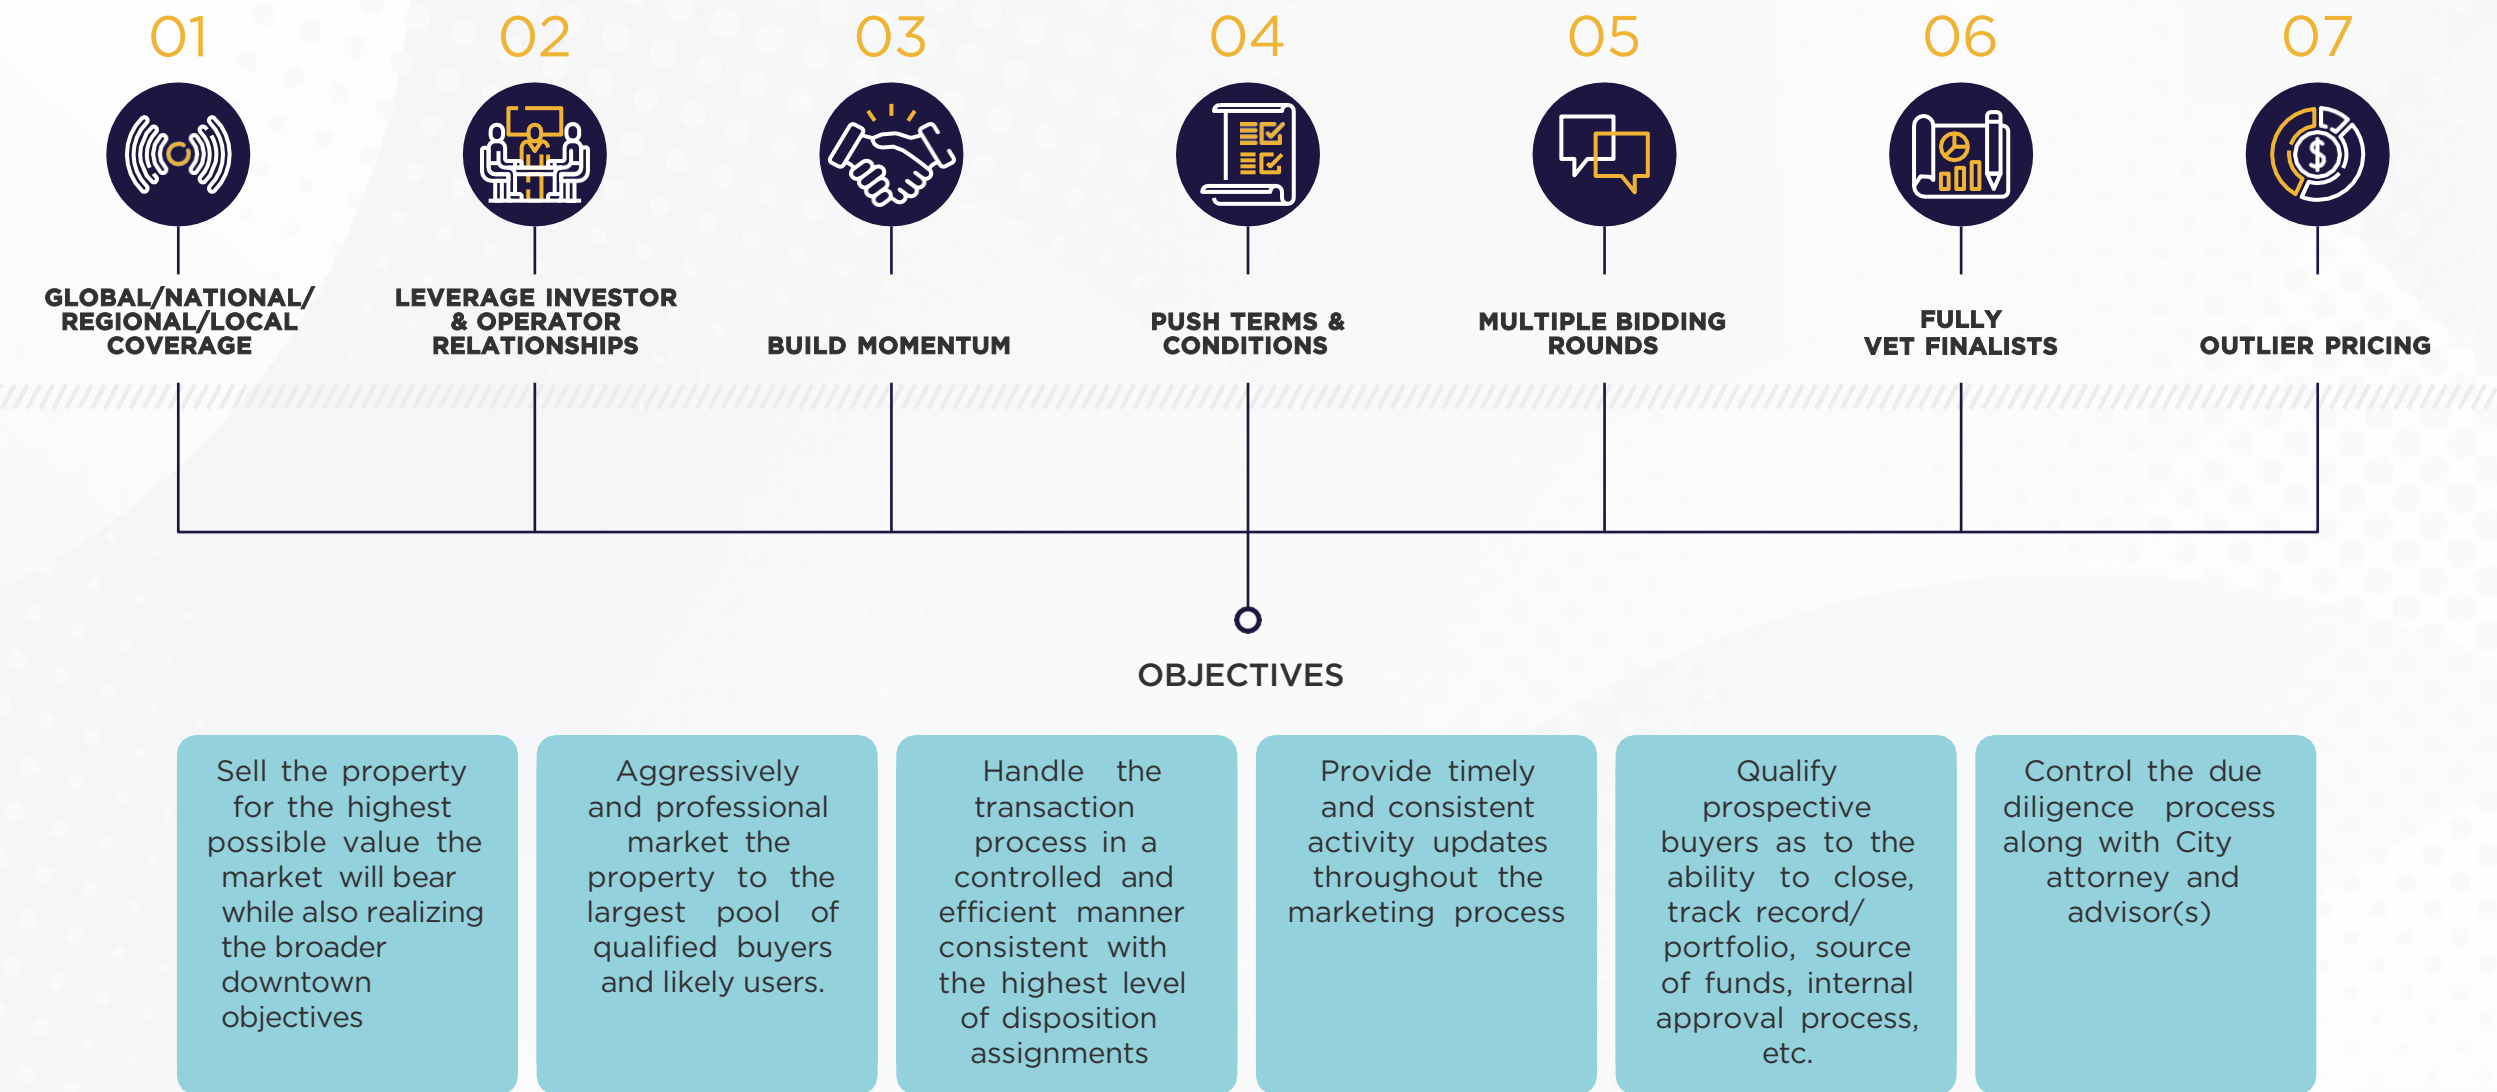 01
02
03
04
05
06
07
GLOBAL/NATIONAL/
REGIONAL/LOCAL
COVERAGE
LEVERAGE INVESTOR
& OPERATOR
RELATIONSHIPS
BUILD MOMENTUM
PUSH TERMS &
CONDITIONS
MULTIPLE BIDDING
ROUNDS
FULLY
VET FINALISTS
OUTLIER PRICING
OBJECTIVES
Sell the property
for the highest
possible value the
market will bear
while also realizing
the broader
downtown
objectives
Aggressively
and professional
market the
property to the
largest pool of
qualified buyers
and likely users.
Handle the
transaction
process in a
controlled and
efficient manner
consistent with
the highest level
of disposition
assignments
Provide timely
and consistent
activity updates
throughout the
marketing process
Qualify
prospective
buyers as to the
ability to close,
track record/
portfolio, source
of funds, internal
approval process,
etc.
Control the due
diligence process
along with City
attorney and
advisor(s)